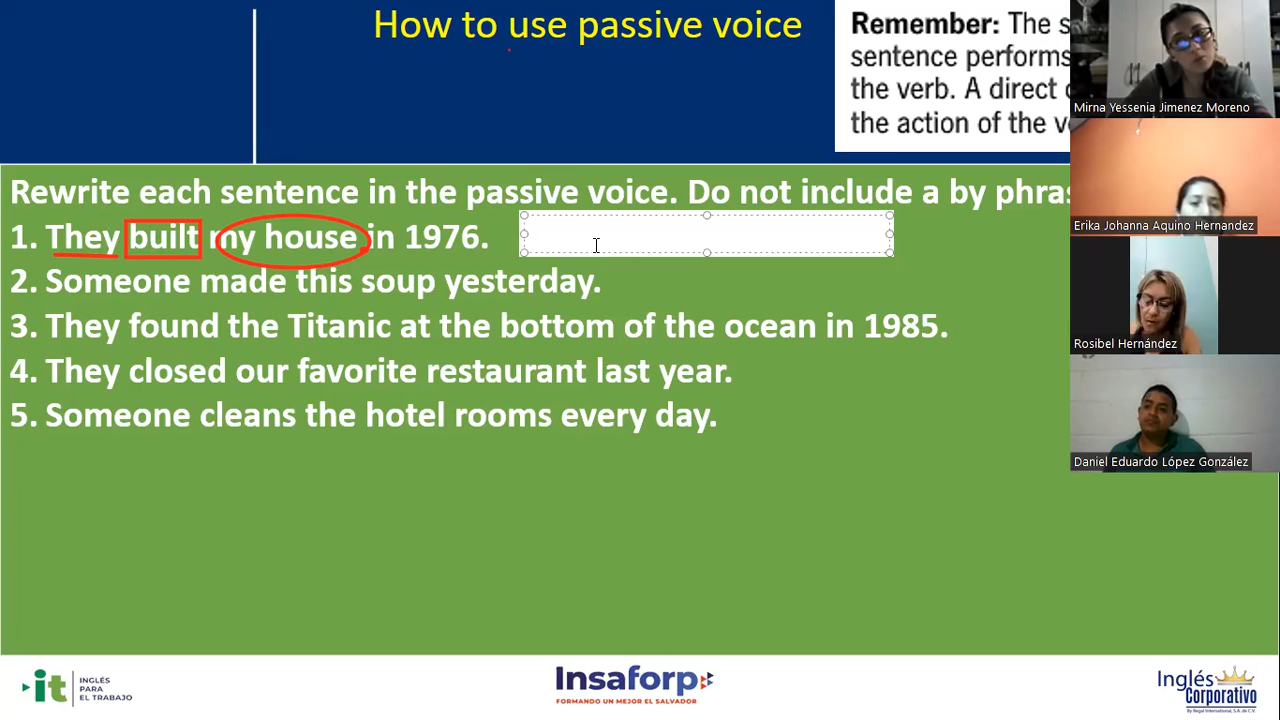 How to use passive voice
Remember: The
sentence performs
the verb. A direct
the action of the
Mirna Yessenia Jimenez Moreno
Rewrite each sentence in the passive voice. Do not include a by
1. They built my house in 1976.
Erika Johanna Aquino Hernandez
2. Someone made this soup yesterday.
3. They found the Titanic at the bottom of the ocean in 1985.
Rosibel Hernández
4. They closed our favorite restaurant last year.
5. Someone cleans the hotel rooms every day.
Daniel Eduardo López González
it INGLÉS
PARA
EL TRABAJO
Insaforp
FORMANDO UN MEJOR EL SALVADOR
Inglés
Corporativo
By Regal International, S.A. de C.V.